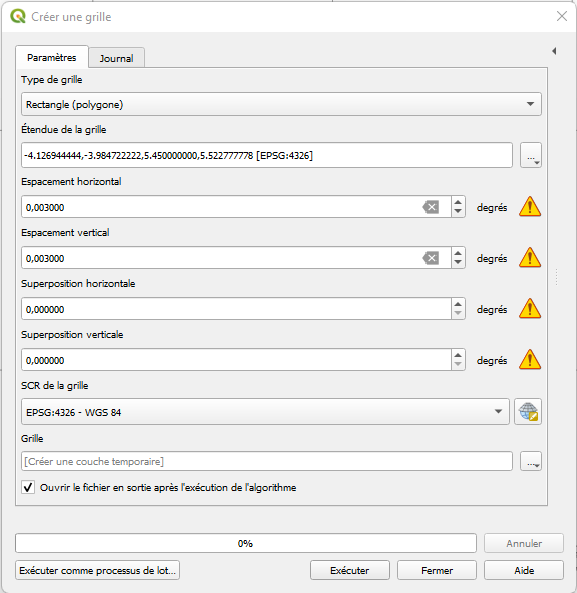 Créer une grille
Paramètres
Journal
Type de grille
Rectangle (polygone)
Étendue de la grille
-4.126944444,-3.984722222,5.450000000,5.522777778 [EPSG:4326]
...
Espacement horizontal
0,003000
degrés
Espacement vertical
0,003000
degrés
Superposition horizontale
0,000000
degrés
Superposition verticale
0,000000
degrés
SCR de la grille
EPSG:4326 - WGS 84
Grille
[Créer une couche temporaire]
...
Ouvrir le fichier en sortie après l'exécution de l'algorithme
0%
Annuler
Exécuter comme processus de lot...
Exécuter
Fermer
Aide